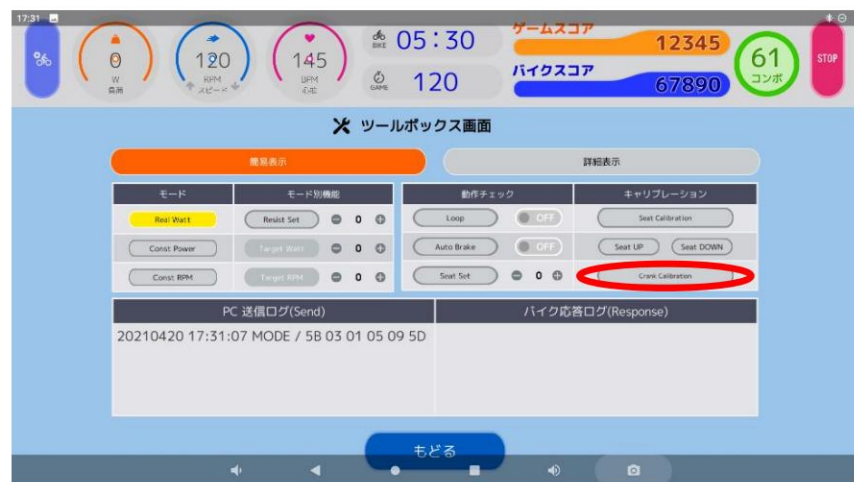 17:31
0
W
負荷
120
RPM
スピード
145
BPM
心拍
BIKE 05:30
GAME 120
ゲームスコア
12345
バイクスコア
67890
61
コンボ
STOP
ツールボックス画面
簡易表示 詳細表示
モード モード別機能 動作チェック キャリブレーション
Real Watt Resist Set 0 Loop OFF Seat Calibration
Const Power Target Watt 0 Auto Brake OFF Seat UP Seat DOWN
Const RPM Target RPM 0 Seat Set 0 Crank Calibration
PC 送信ログ(Send) バイク応答ログ(Response)
20210420 17:31:07 MODE / 5B 03 01 05 09 5D
もどる